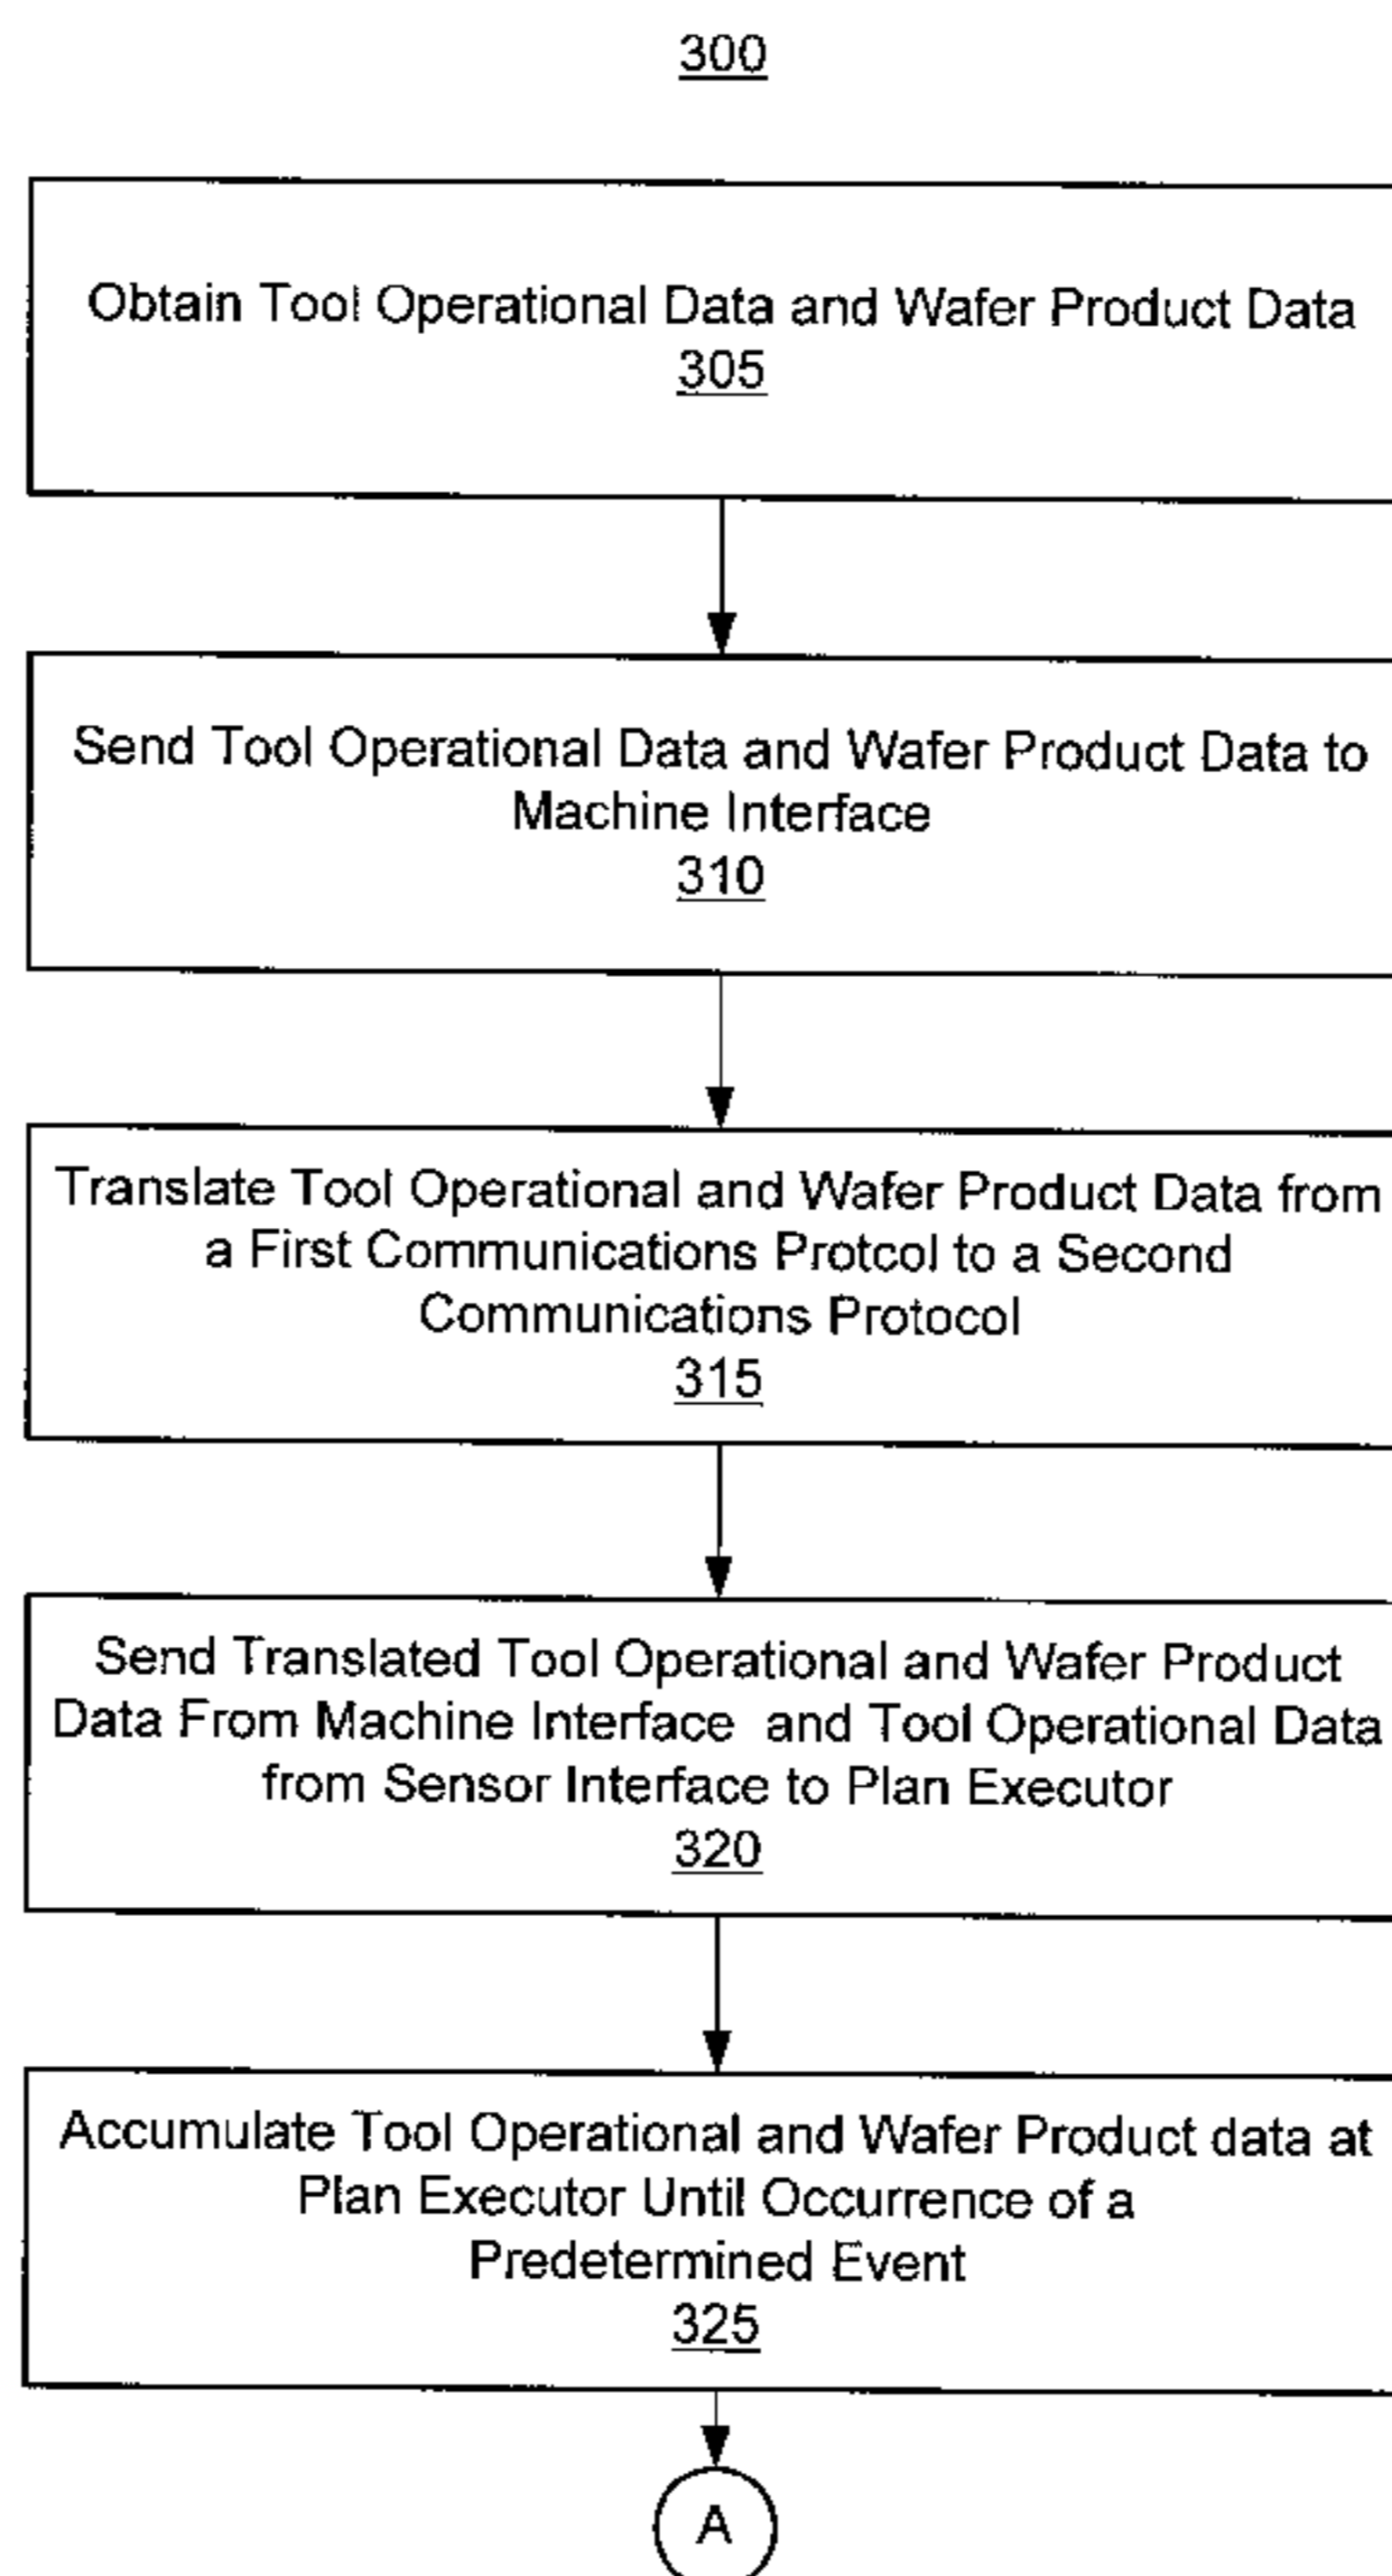 300
Obtain Tool Operational Data and Wafer Product Data
305
Send Tool Operational Data and Wafer Product Data to
Machine Interface
310
Translate Tool Operational and Wafer Product Data from
a First Communications Protcol to a Second
Communications Protocol
315
Send Translated Tool Operational and Wafer Product
Data From Machine Interface and Tool Operational Data
from Sensor Interface to Plan Executor
320
Accumulate Tool Operational and Wafer Product data at
Plan Executor Until Occurrence of a
Predetermined Event
325
A